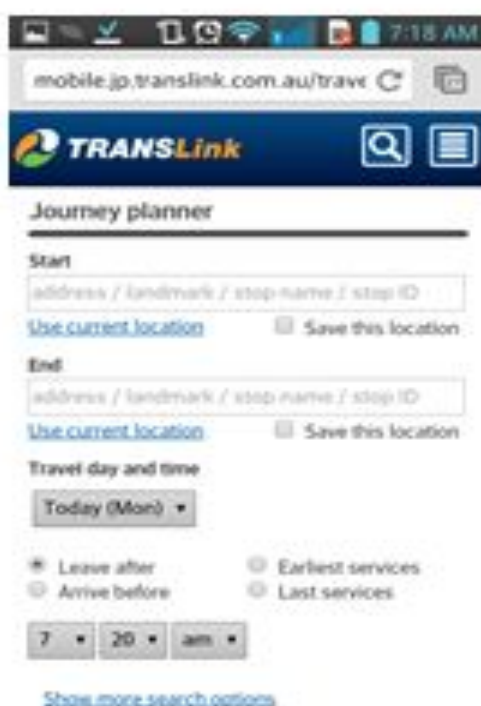 7:18 AM
mobile.jp.translink.com.au/trave
TRANSLink
Journey planner
Start
address / landmark / stop name / stop ID
Use current location Save this location
End
address / landmark / stop name / stop ID
Use current location Save this location
Travel day and time
Today (Mon)
Leave after Earliest services
Arrive before Last services
7 20 am
Show more search options